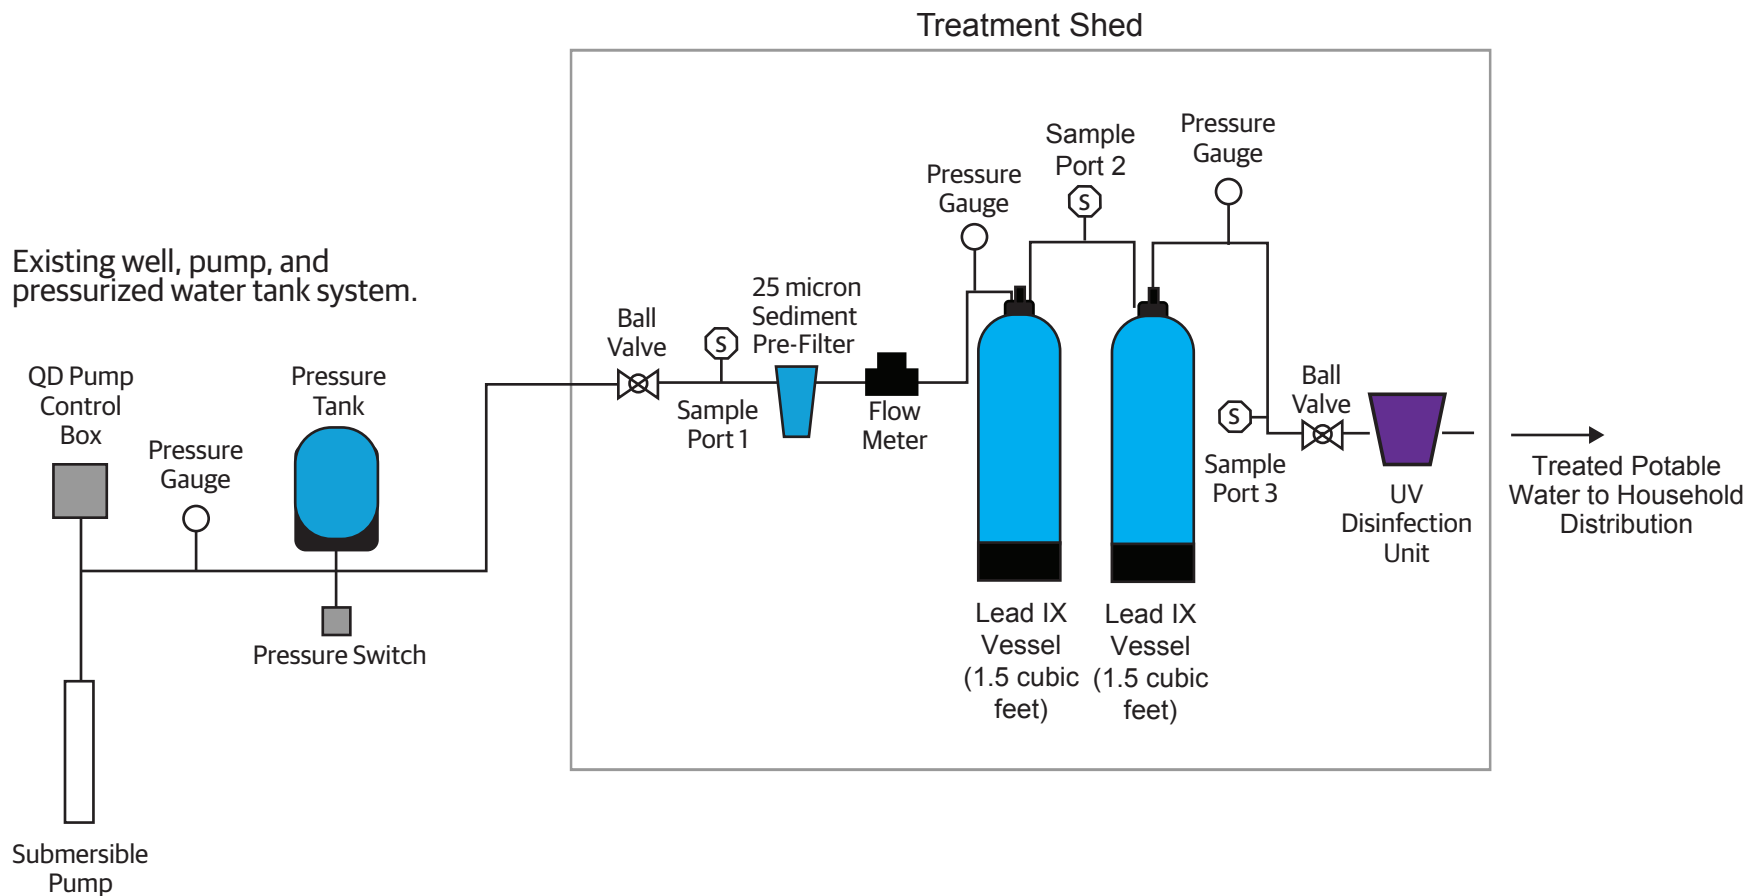 Treatment Shed
Existing well, pump, and
pressurized water tank system.
QD Pump
Control
Box
Pressure
Gauge
Pressure
Tank
Pressure Switch
Submersible
Pump
Ball
Valve
S
Sample
Port 1
25 micron
Sediment
Pre-Filter
Flow
Meter
Pressure
Gauge
Sample
Port 2
S
Pressure
Gauge
Lead IX
Vessel
(1.5 cubic
feet)
Lead IX
Vessel
(1.5 cubic
feet)
S
Sample
Port 3
Ball
Valve
UV
Disinfection
Unit
Treated Potable
Water to Household
Distribution